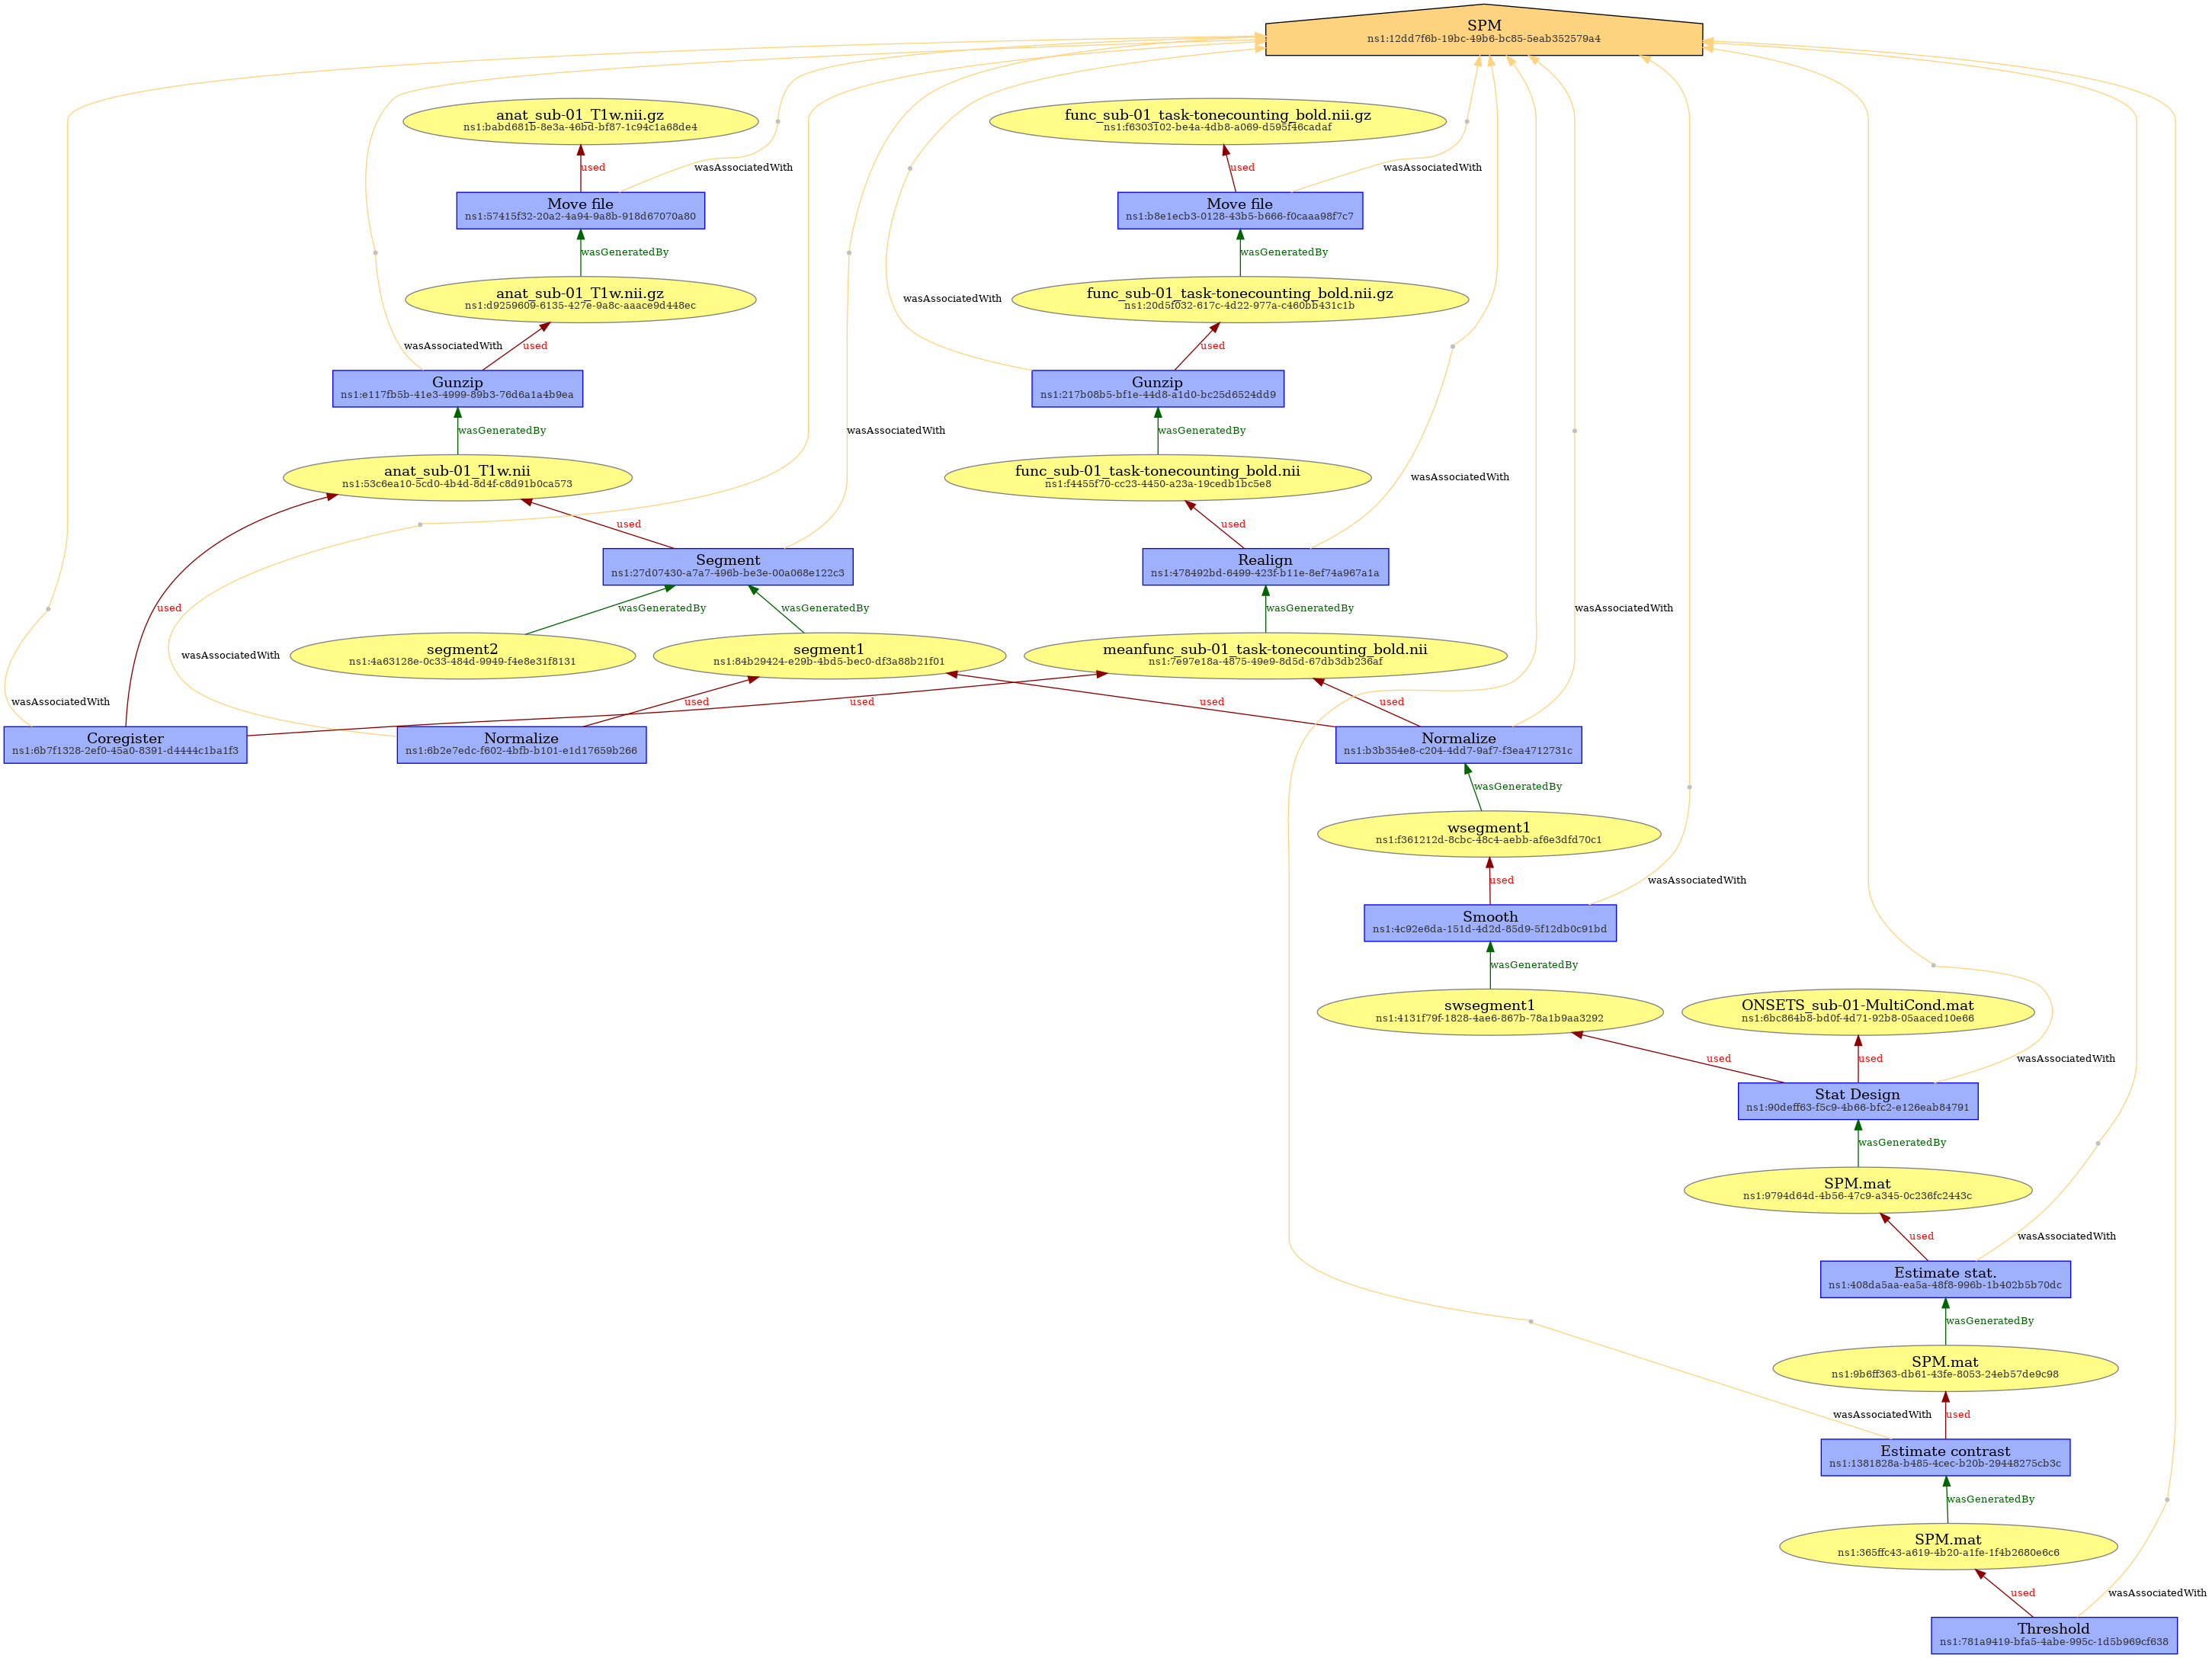 SPM
ns1:12dd7f6b-19bc-49b6-bc85-5eab352579a4
anat_sub-01_T1w.nii.gz
ns1:babd681b-8e3a-46bd-bf87-1c94c1a68de4
func_sub-01_task-tonecounting_bold.nii.gz
ns1:f6303102-be4a-4db8-a069-d595f46cadaf
used
wasAssociatedWith
used
wasAssociatedWith
Move file
ns1:57415f32-20a2-4a94-9a8b-918d67070a80
Move file
ns1:b8e1ecb3-0128-43b5-b666-f0caaa98f7c7
wasGeneratedBy
wasGeneratedBy
anat_sub-01_T1w.nii.gz
ns1:d9259609-6135-427e-9a8c-aaace9d448ec
wasAssociatedWith
func_sub-01_task-tonecounting_bold.nii.gz
ns1:20d5f032-617c-4d22-977a-c460bb431c1b
wasAssociatedWith
used
used
Gunzip
ns1:e117fb5b-41e3-4999-89b3-76d6a1a4b9ea
Gunzip
ns1:217b08b5-bf1e-44d8-a1d0-bc25d6524dd9
wasGeneratedBy
wasAssociatedWith
wasGeneratedBy
anat_sub-01_T1w.nii
ns1:53c6ea10-5cd0-4b4d-8d4f-c8d91b0ca573
func_sub-01_task-tonecounting_bold.nii
ns1:f4455f70-cc23-4450-a23a-19cedb1bc5e8
wasAssociatedWith
used
used
Segment
ns1:27d07430-a7a7-496b-be3e-00a068e122c3
Realign
ns1:478492bd-6499-423f-b11e-8ef74a967a1a
used
wasGeneratedBy
wasGeneratedBy
wasGeneratedBy
wasAssociatedWith
wasAssociatedWith
segment2
ns1:4a63128e-0c33-484d-9949-f4e8e31f8131
segment1
ns1:84b29424-e29b-4bd5-bec0-df3a88b21f01
meanfunc_sub-01_task-tonecounting_bold.nii
ns1:7e97e18a-4875-49e9-8d5d-67db3db236af
wasAssociatedWith
used
used
used
used
Coregister
ns1:6b7f1328-2ef0-45a0-8391-d4444c1ba1f3
Normalize
ns1:6b2e7edc-f602-4bfb-b101-e1d17659b266
Normalize
ns1:b3b354e8-c204-4dd7-9af7-f3ea4712731c
wasGeneratedBy
wsegment1
ns1:f361212d-8cbc-48c4-aebb-af6e3dfd70c1
used
wasAssociatedWith
Smooth
ns1:4c92e6da-151d-4d2d-85d9-5f12db0c91bd
wasGeneratedBy
swsegment1
ns1:4131f79f-1828-4ae6-867b-78a1b9aa3292
ONSETS_sub-01-MultiCond.mat
ns1:6bc864b8-bd0f-4d71-92b8-05aaced10e66
used
used
wasAssociatedWith
Stat Design
ns1:90deff63-f5c9-4b66-bfc2-e126eab84791
wasGeneratedBy
SPM.mat
ns1:9794d64d-4b56-47c9-a345-0c236fc2443c
used
wasAssociatedWith
Estimate stat.
ns1:408da5aa-ea5a-48f8-996b-1b402b5b70dc
wasGeneratedBy
SPM.mat
ns1:9b6ff363-db61-43fe-8053-24eb57de9c98
wasAssociatedWith
used
Estimate contrast
ns1:1381828a-b485-4cec-b20b-29448275cb3c
wasGeneratedBy
SPM.mat
ns1:365ffc43-a619-4b20-a1fe-1f4b2680e6c6
used
wasAssociatedWith
Threshold
ns1:781a9419-bfa5-4abe-995c-1d5b969cf638